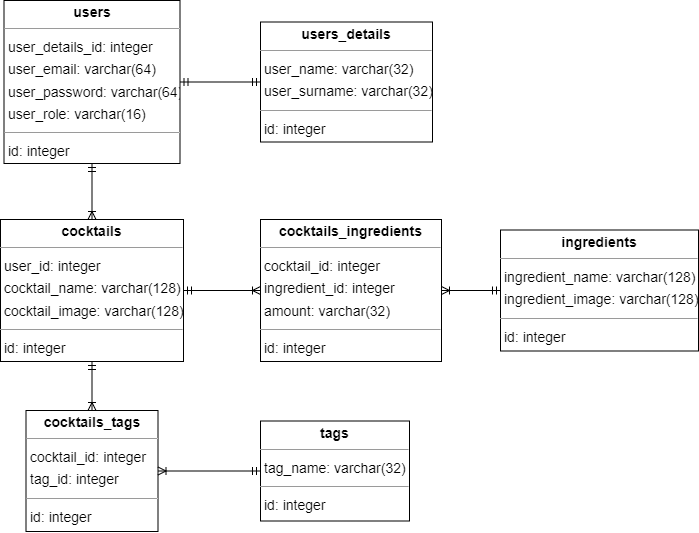 users
user_details_id: integer
user_email: varchar(64)
user_password: varchar(64)
user_role: varchar(16)
id: integer
users_details
user_name: varchar(32)
user_surname: varchar(32)
id: integer
cocktails
user_id: integer
cocktail_name: varchar(128)
cocktail_image: varchar(128)
id: integer
cocktails_ingredients
cocktail_id: integer
ingredient_id: integer
amount: varchar(32)
id: integer
ingredients
ingredient_name: varchar(128)
ingredient_image: varchar(128)
id: integer
cocktails_tags
cocktail_id: integer
tag_id: integer
id: integer
tags
tag_name: varchar(32)
id: integer